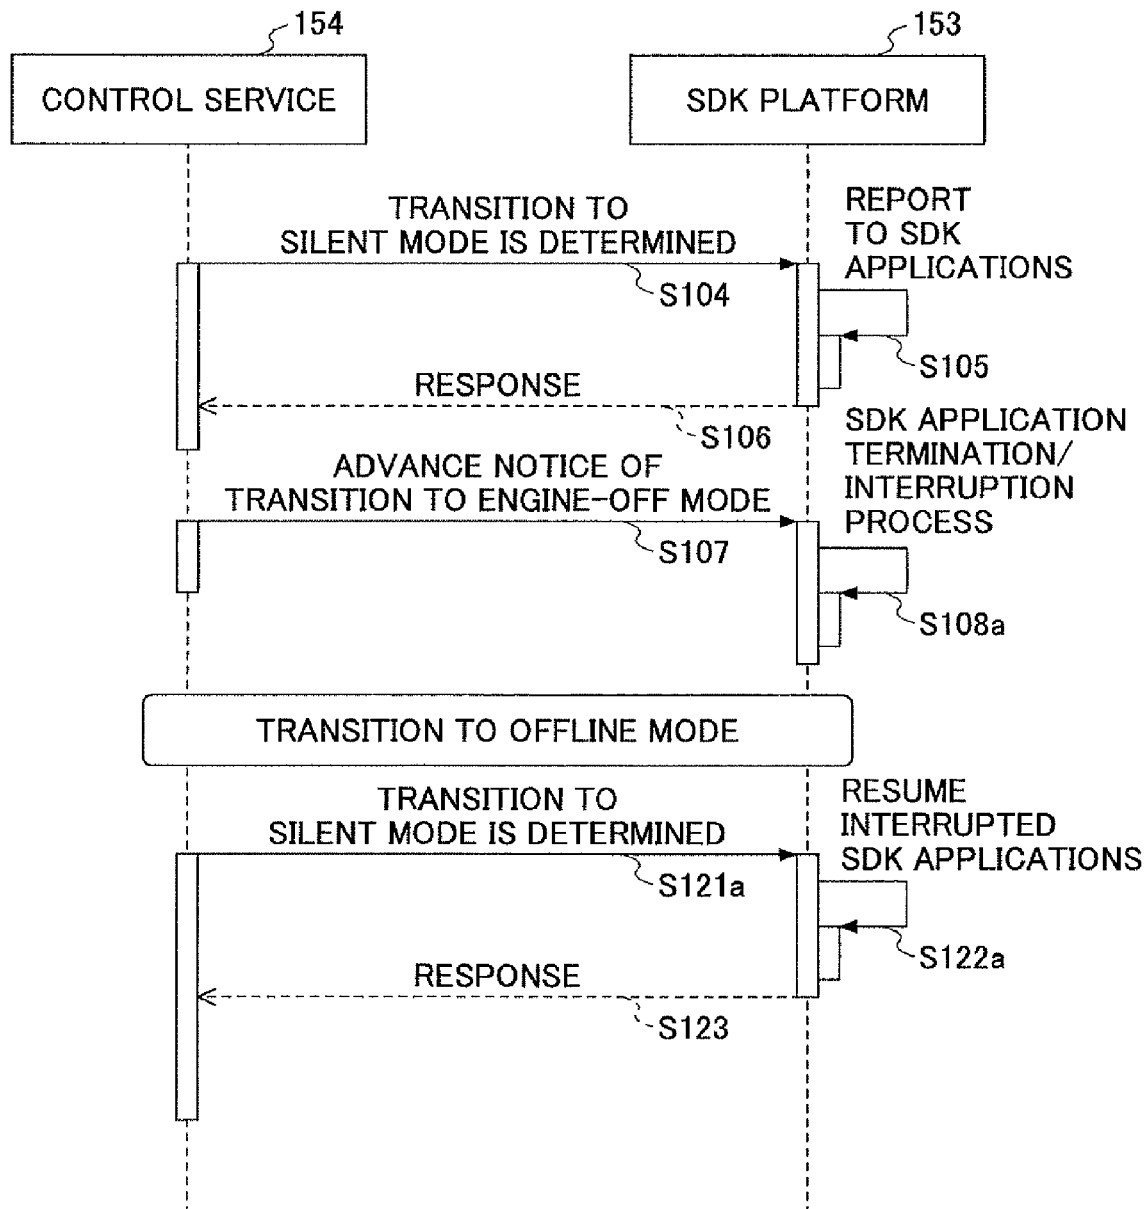 154
153
CONTROL SERVICE
SDK PLATFORM
TRANSITION TO
SILENT MODE IS DETERMINED
S104
REPORT
TO SDK
APPLICATIONS
S105
RESPONSE
S106
ADVANCE NOTICE OF
TRANSITION TO ENGINE-OFF MODE
S107
SDK APPLICATION
TERMINATION/
INTERRUPTION
PROCESS
S108a
TRANSITION TO OFFLINE MODE
TRANSITION TO
SILENT MODE IS DETERMINED
S121a
RESUME
INTERRUPTED
SDK APPLICATIONS
S122a
RESPONSE
S123